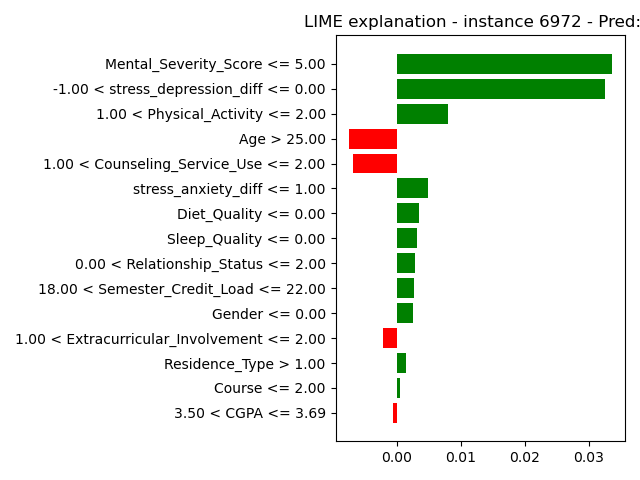 LIME explanation - instance 6972 - Pred:
Mental_Severity_Score <= 5.00
-1.00 < stress_depression_diff <= 0.00
1.00 < Physical_Activity <= 2.00
Age > 25.00
1.00 < Counseling_Service_Use <= 2.00
stress_anxiety_diff <= 1.00
Diet_Quality <= 0.00
Sleep_Quality <= 0.00
0.00 < Relationship_Status <= 2.00
18.00 < Semester_Credit_Load <= 22.00
Gender <= 0.00
1.00 < Extracurricular_Involvement <= 2.00
Residence_Type > 1.00
Course <= 2.00
3.50 < CGPA <= 3.69
0.00 0.01 0.02 0.03